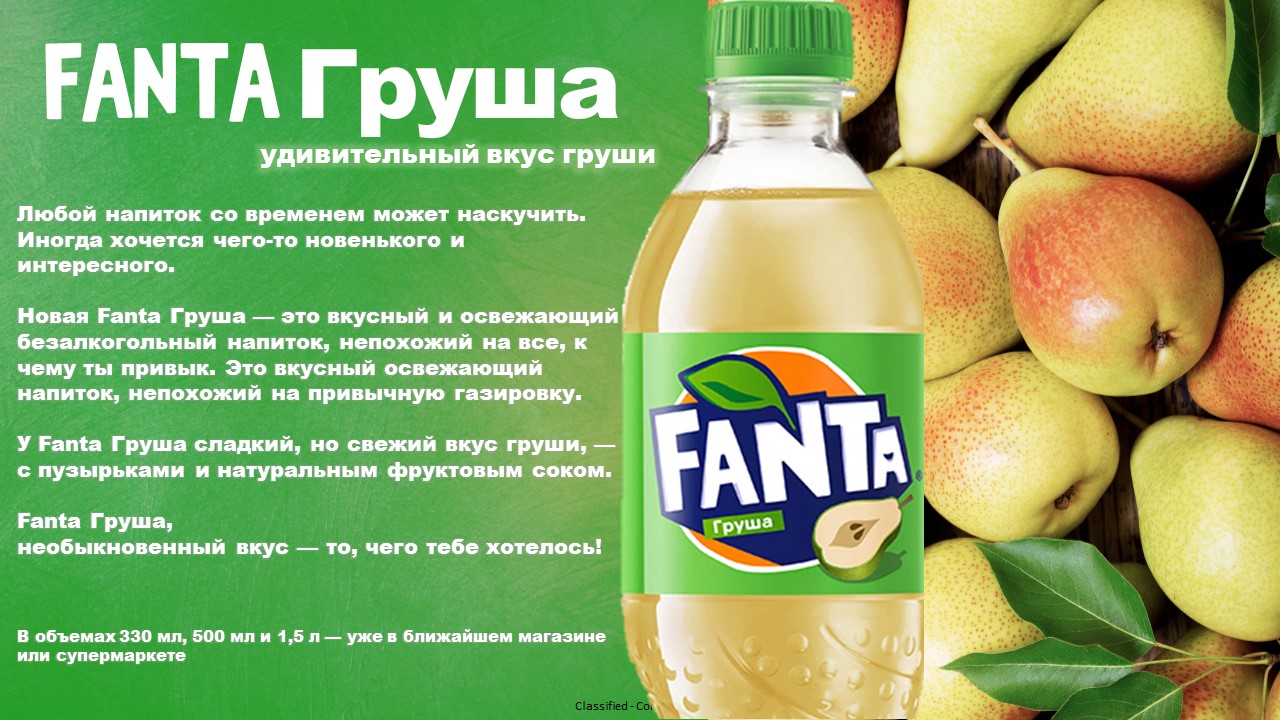 FANTA Груша
удивительный вкус груши
Любой напиток со временем может наскучить.
Иногда хочется чего-то новенького и
интересного.
Новая Fanta Груша — это вкусный и освежающий
безалкогольный напиток, непохожий на все, к
чему ты привык. Это вкусный освежающий
напиток, непохожий на привычную газировку.
У Fanta Груша сладкий, но свежий вкус груши, —
с пузырьками и натуральным фруктовым соком.
Fanta Груша,
необыкновенный вкус — то, чего тебе хотелось!
В объемах 330 мл, 500 мл и 1,5 л — уже в ближайшем магазине
или супермаркете
FANTA
Груша
Classified -